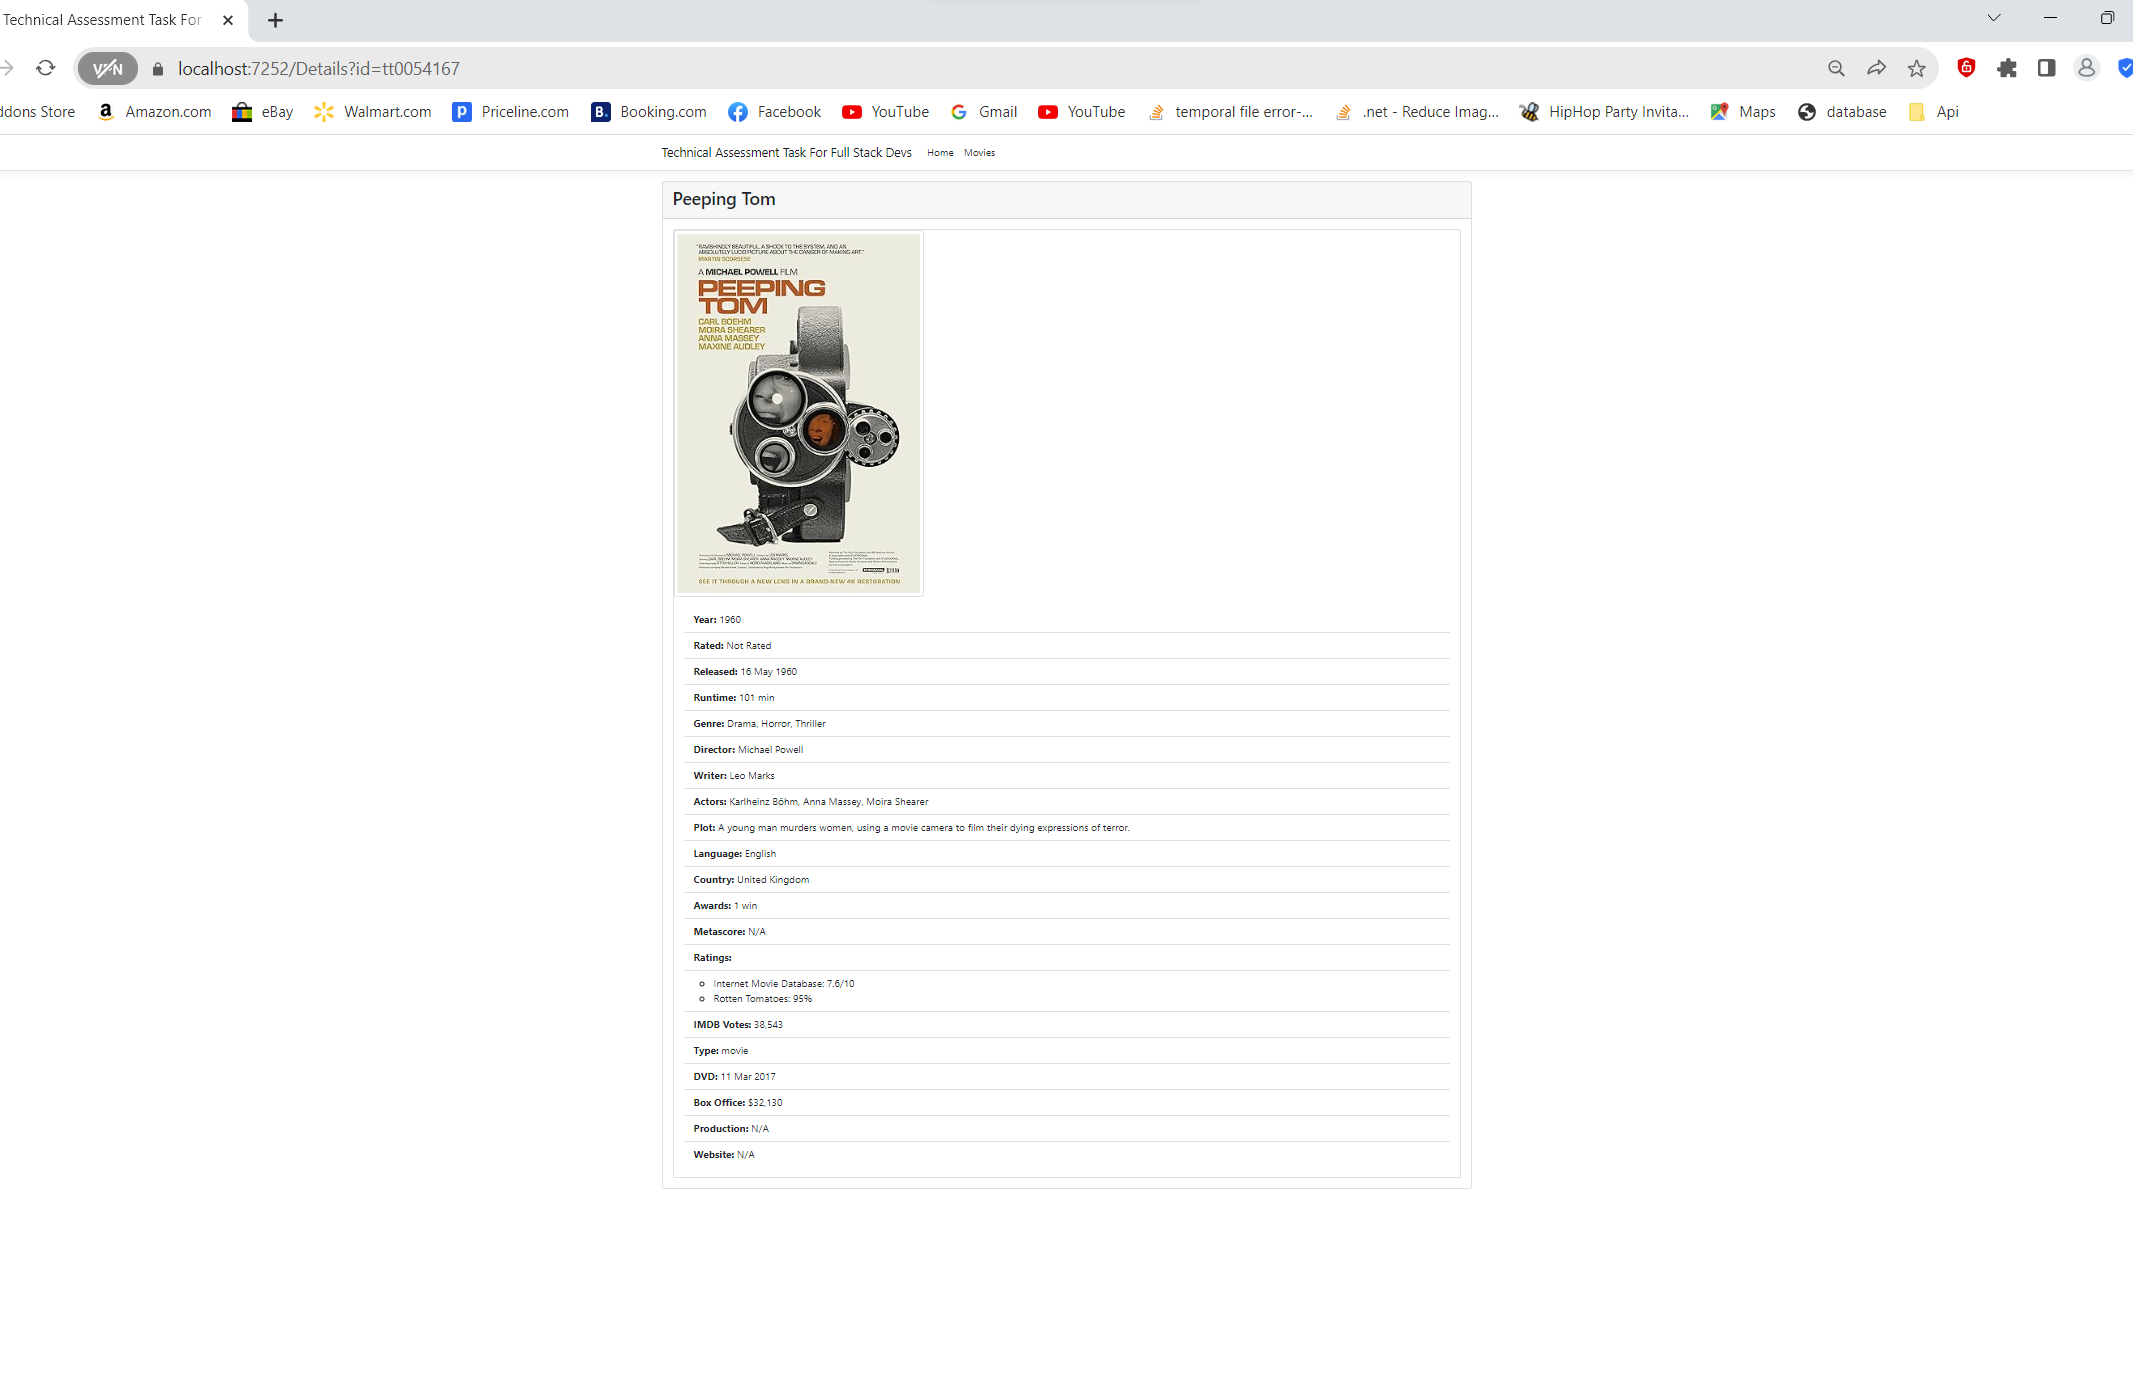 Technical Assessment Task For
VPN
localhost:7252/Details?id=tt0054167
ddons Store
Amazon.com
eBay
Walmart.com
Priceline.com
Booking.com
Facebook
YouTube
Gmail
YouTube
temporal file error-...
.net - Reduce Imag...
HipHop Party Invita...
Maps
database
Api
Technical Assessment Task For Full Stack Devs Home Movies
Peeping Tom
"RAVISHINGLY BEAUTIFUL, A SHOCK TO THE SYSTEM, AND AN
ABSOLUTELY LUCID PICTURE ABOUT THE DANGER OF MAKING ART"
MARTIN SCORSESE
A MICHAEL POWELL FILM
PEEPING
TOM
CARL BOEHM
MOIRA SHEARER
ANNA MASSEY
MAXINE AUDLEY
SEE IT THROUGH A NEW LENS IN A BRAND-NEW 4K RESTORATION
Year: 1960
Rated: Not Rated
Released: 16 May 1960
Runtime: 101 min
Genre: Drama, Horror, Thriller
Director: Michael Powell
Writer: Leo Marks
Actors: Karlheinz Böhm, Anna Massey, Moira Shearer
Plot: A young man murders women, using a movie camera to film their dying expressions of terror.
Language: English
Country: United Kingdom
Awards: 1 win
Metascore: N/A
Ratings:
Internet Movie Database: 7.6/10
Rotten Tomatoes: 95%
IMDB Votes: 38,543
Type: movie
DVD: 11 Mar 2017
Box Office: $32,130
Production: N/A
Website: N/A